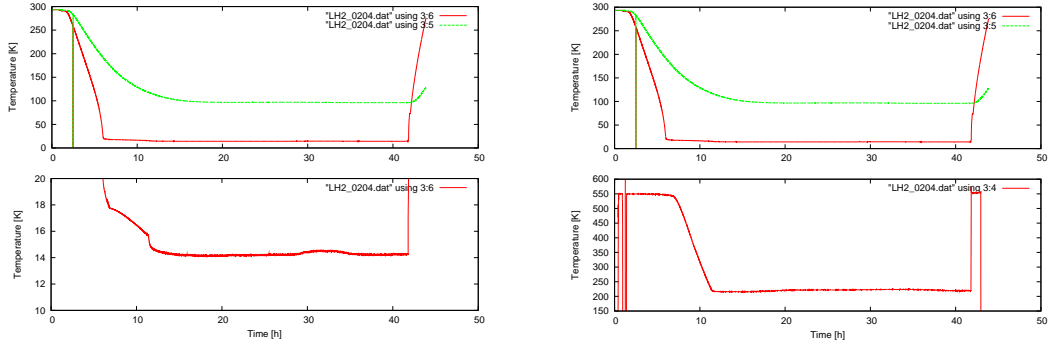 Temperature [K]
300
250
200
150
100
50
0
"LH2_0204.dat" using 3:6
"LH2_0204.dat" using 3:5
0 10 20 30 40 50
Temperature [K]
20
18
16
14
12
10
"LH2_0204.dat" using 3:6
0 10 20 30 40 50
Time [h]
Temperature [K]
300
250
200
150
100
50
0
"LH2_0204.dat" using 3:6
"LH2_0204.dat" using 3:5
0 10 20 30 40 50
Temperature [K]
600
550
500
450
400
350
300
250
200
150
"LH2_0204.dat" using 3:4
0 10 20 30 40 50
Time [h]